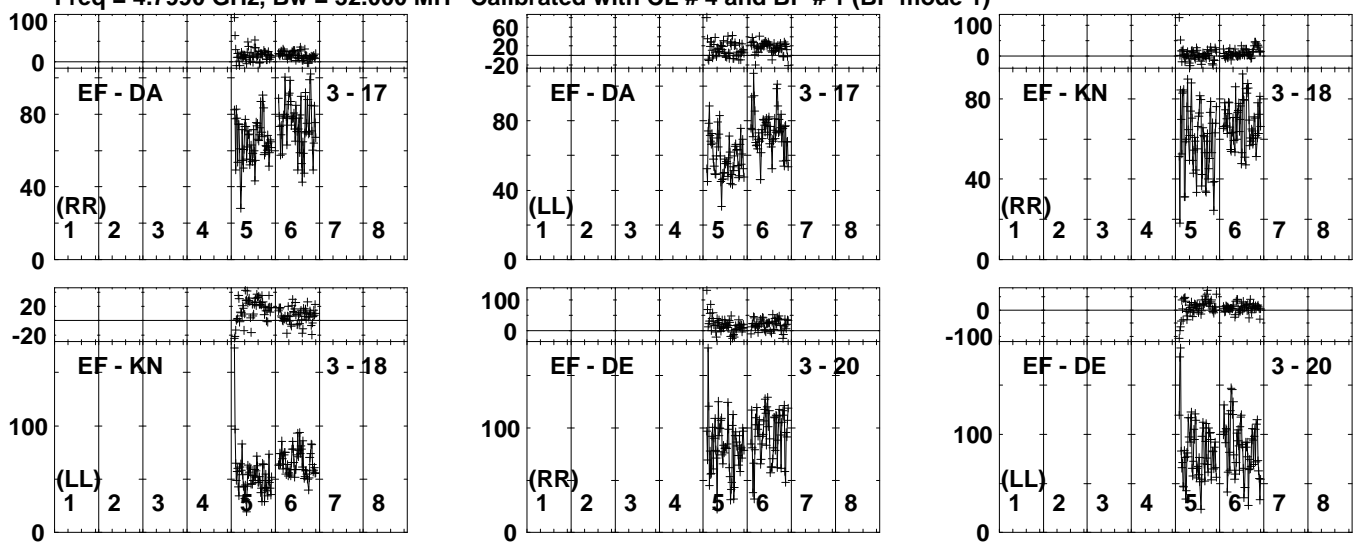 Freq = 4.7990 GHz, Bw = 32.000 MH Calibrated with CL # 4 and BP # 1 (BP mode 1)
100
0
EF - DA 3 - 17
80
40
(RR)
1 2 3 4 5 6 7 8
0
60
20
-20
EF - DA 3 - 17
80
40
(LL)
1 2 3 4 5 6 7 8
0
100
0
EF - KN 3 - 18
80
40
(RR)
1 2 3 4 5 6 7 8
0
20
-20
EF - KN 3 - 18
100
(LL)
1 2 3 4 5 6 7 8
0
100
0
EF - DE 3 - 20
100
(RR)
1 2 3 4 5 6 7 8
0
0
-100
EF - DE 3 - 20
100
(LL)
1 2 3 4 5 6 7 8
0